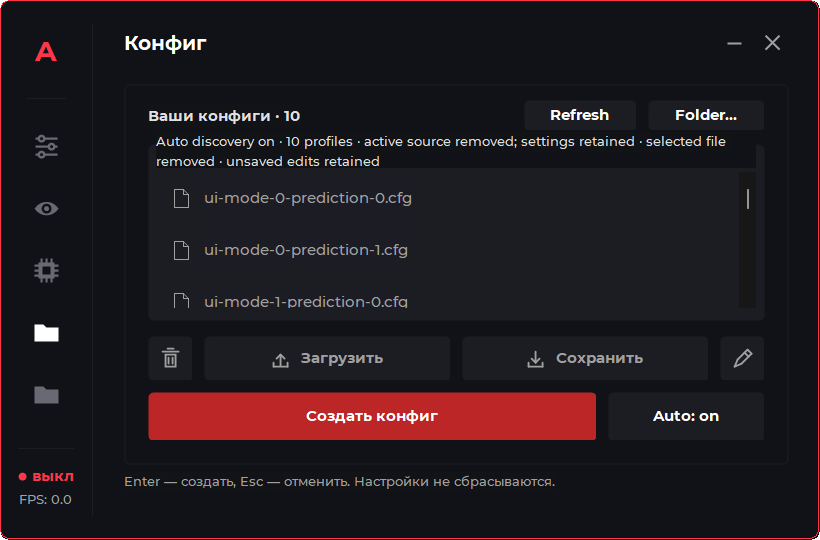 A
Конфиг
Ваши конфиги · 10
Refresh
Folder...
Auto discovery on · 10 profiles · active source removed; settings retained · selected file
removed · unsaved edits retained
ui-mode-0-prediction-0.cfg
ui-mode-0-prediction-1.cfg
ui-mode-1-prediction-0.cfg
Загрузить
Сохранить
Создать конфиг
Auto: on
выкл
FPS: 0.0
Enter — создать, Esc — отменить. Настройки не сбрасываются.